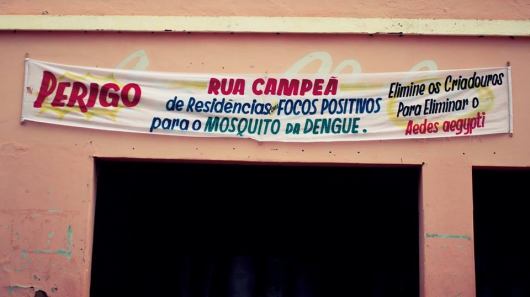 PERIGO
RUA CAMPEÃ
de Residências com FOCOS POSITIVOS
para o MOSQUITO DA DENGUE.
Elimine os Criadouros
Para Eliminar o
Aedes aegypti